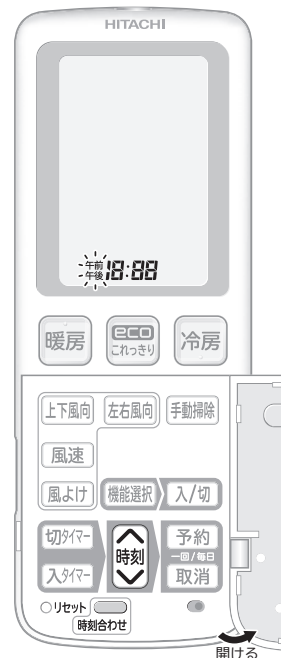 HITACHI
午前
午後 18:88
暖房
eco
これっきり
冷房
上下風向 左右風向 手動掃除
風速
風よけ 機能選択 入/切
切タイマー 時刻 予約
一回/毎日
入タイマー 取消
リセット
時刻合わせ
開ける